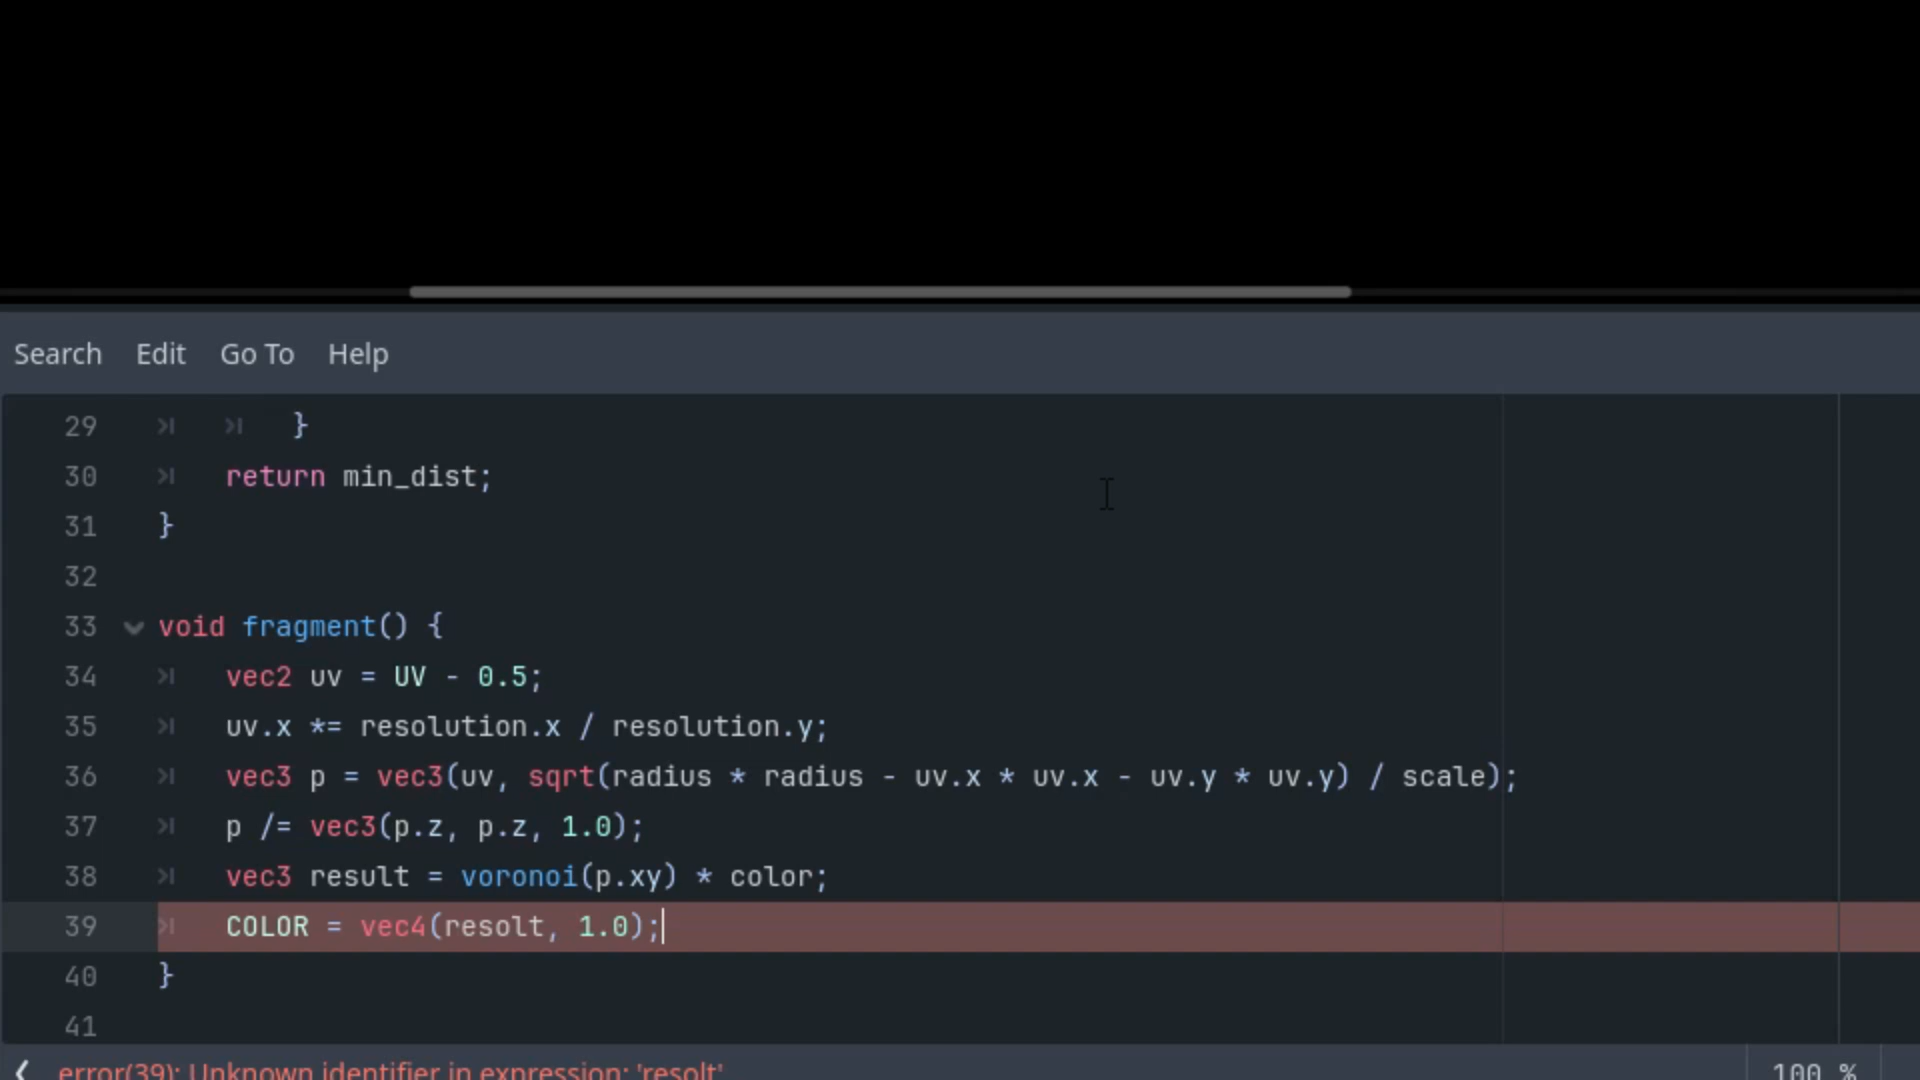 Search Edit Go To Help
29 }
30 return min_dist;
31 }
32
33 void fragment() {
34 vec2 uv = UV - 0.5;
35 uv.x *= resolution.x / resolution.y;
36 vec3 p = vec3(uv, sqrt(radius * radius - uv.x * uv.x - uv.y * uv.y) / scale);
37 p /= vec3(p.z, p.z, 1.0);
38 vec3 result = voronoi(p.xy) * color;
39 COLOR = vec4(resolt, 1.0);
40 }
41
error(39): Unknown identifier in expression: 'resolt' 100 %